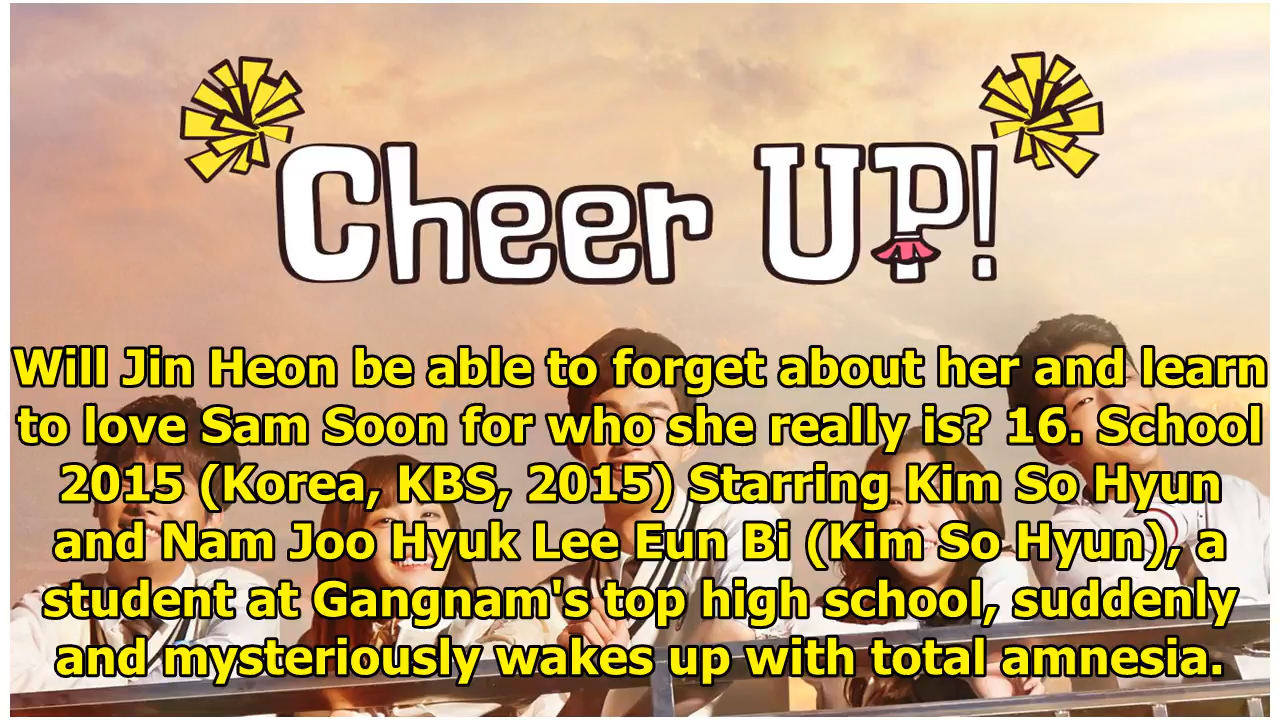 Cheer UP!
Will Jin Heon be able to forget about her and learn
to love Sam Soon for who she really is? 16. School
2015 (Korea, KBS, 2015) Starring Kim So Hyun
and Nam Joo Hyuk Lee Eun Bi (Kim So Hyun), a
student at Gangnam's top high school, suddenly
and mysteriously wakes up with total amnesia.